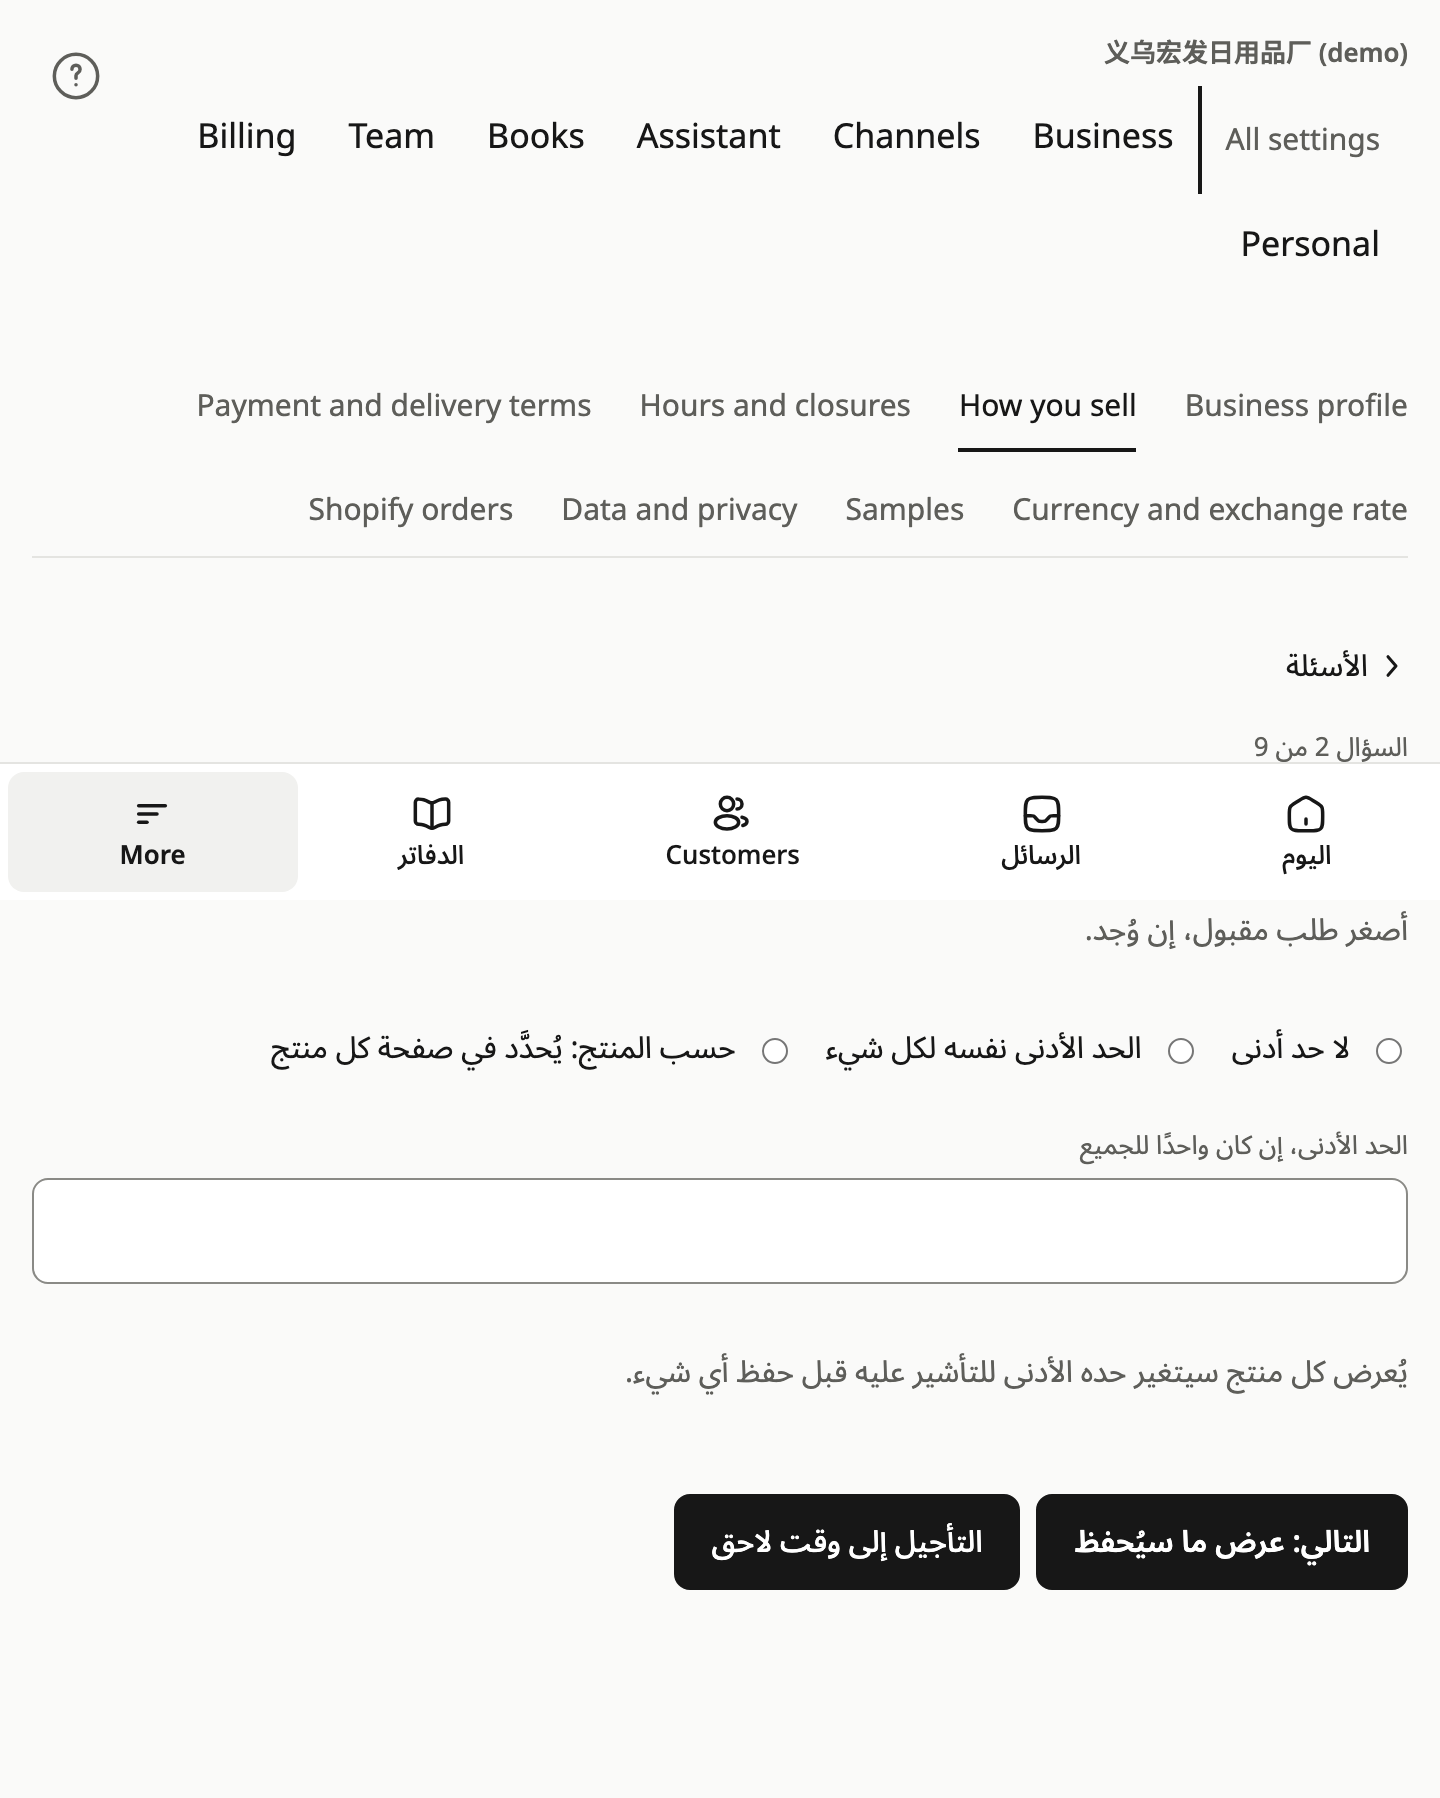 义乌宏发日用品厂 (demo)
All settings
Business
Channels
Assistant
Books
Team
Billing
Personal
Business profile
How you sell
Hours and closures
Payment and delivery terms
Currency and exchange rate
Samples
Data and privacy
Shopify orders
الأسئلة
السؤال 2 من 9
اليوم
الرسائل
Customers
الدفاتر
More
أصغر طلب مقبول، إن وُجد.
لا حد أدنى
الحد الأدنى نفسه لكل شيء
حسب المنتج: يُحدَّد في صفحة كل منتج
الحد الأدنى، إن كان واحدًا للجميع
يُعرض كل منتج سيتغير حده الأدنى للتأشير عليه قبل حفظ أي شيء.
التالي: عرض ما سيُحفظ
التأجيل إلى وقت لاحق